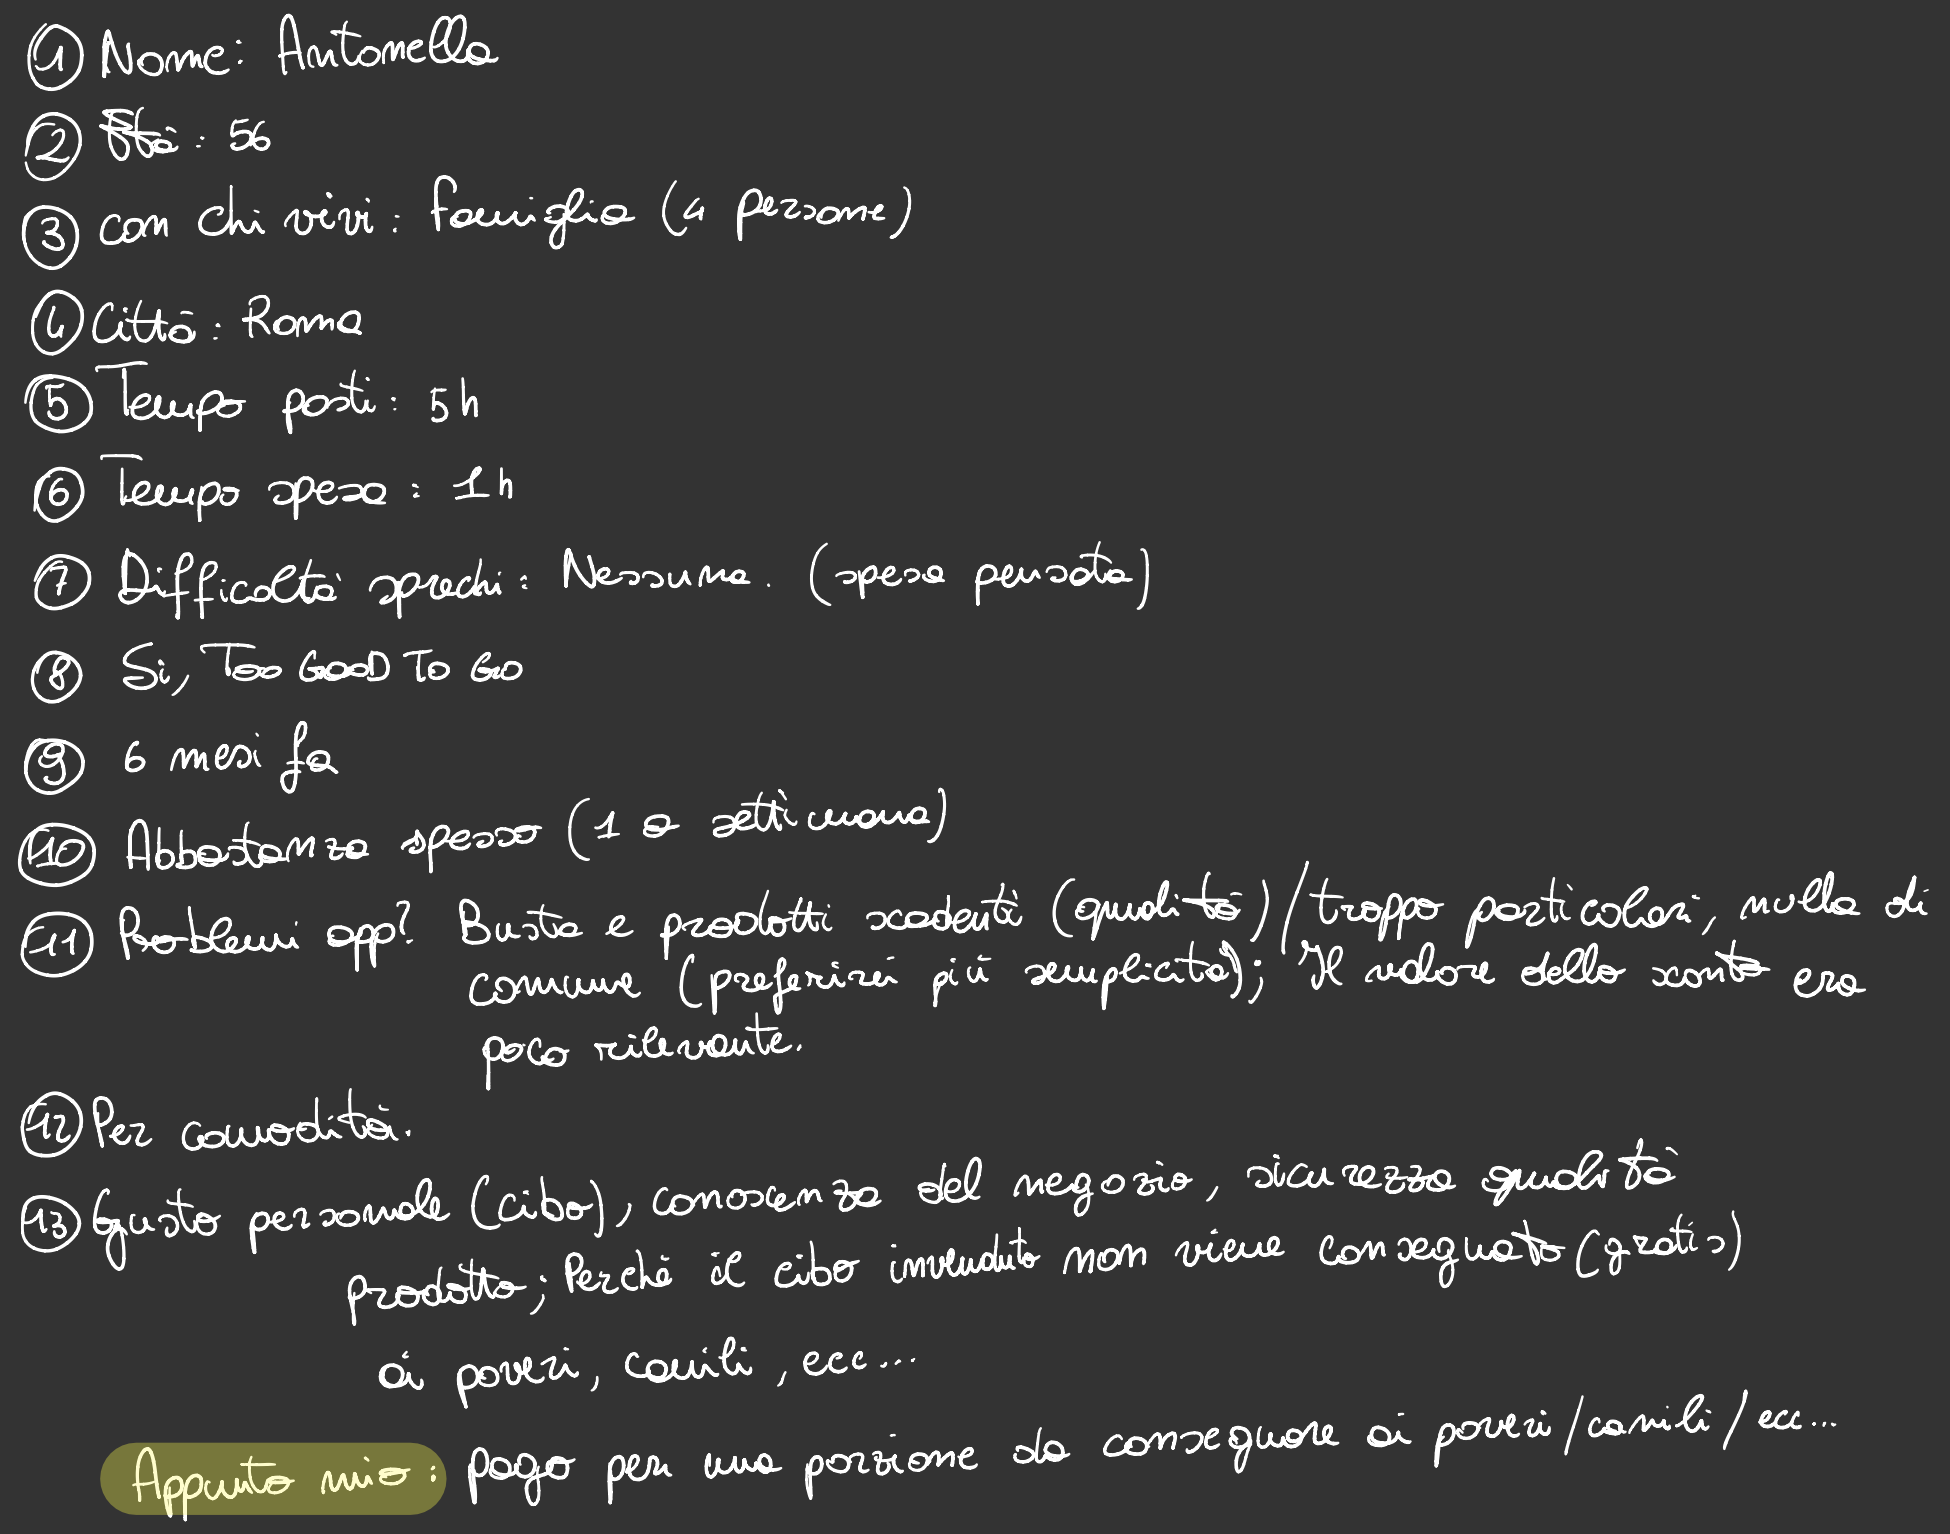 1 Nome: Antonella
2 Età: 56
3 con chi vivi: famiglia (4 persone)
4 Città: Roma
5 Tempo pasti: 5h
6 Tempo spesa: 1h
7 Difficoltà sprechi: Nessuna. (spesa pensata)
8 Si, Too GooD To Go
9 6 mesi fa
10 Abbastanza spesso (1 a settimana)
11 Problemi app? Busta e prodotti scadenti (qualità)/troppo particolari, nulla di
comune (preferirei più semplicità); Il valore dello sconto era
poco rilevante.
12 Per comodità.
13 Gusto personale (cibo), conoscenza del negozio, sicurezza qualità
prodotto; Perché il cibo invenduto non viene consegnato (gratis)
ai poveri, canili, ecc...
Appunto mio: pago per una porzione da consegnare ai poveri/canili/ecc...